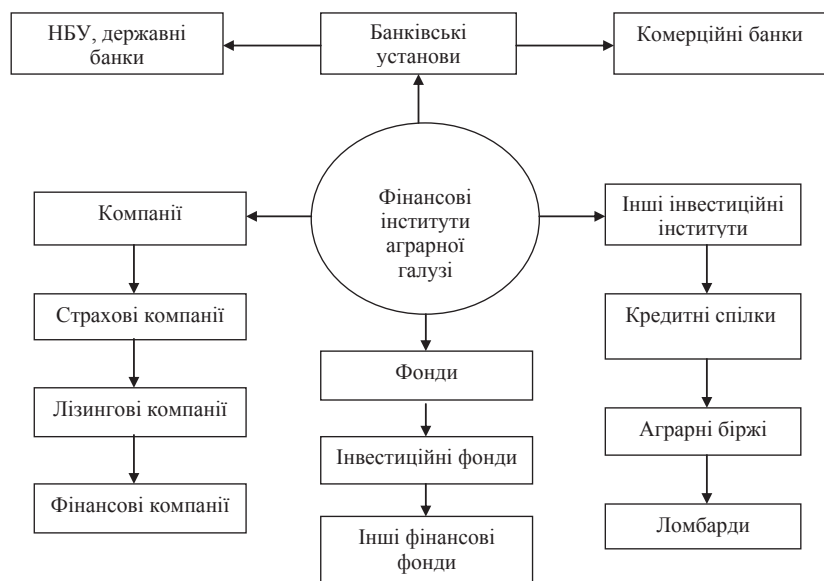 НБУ, державні
банки
Банківські
установи
Комерційні банки
Фінансові
інститути
аграрної
галузі
Компанії
Інші інвестиційні
інститути
Страхові компанії
Кредитні спілки
Фонди
Лізингові компанії
Аграрні біржі
Інвестиційні фонди
Фінансові компанії
Ломбарди
Інші фінансові
фонди